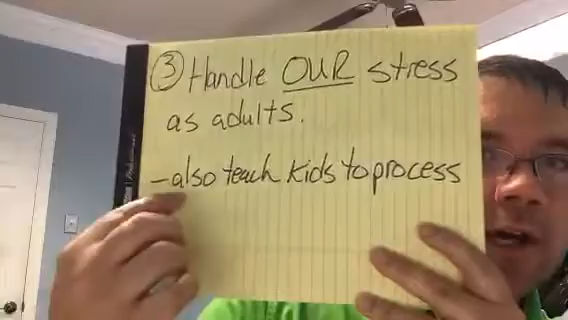 ③ Handle OUR stress
as adults.
- also teach kids to process